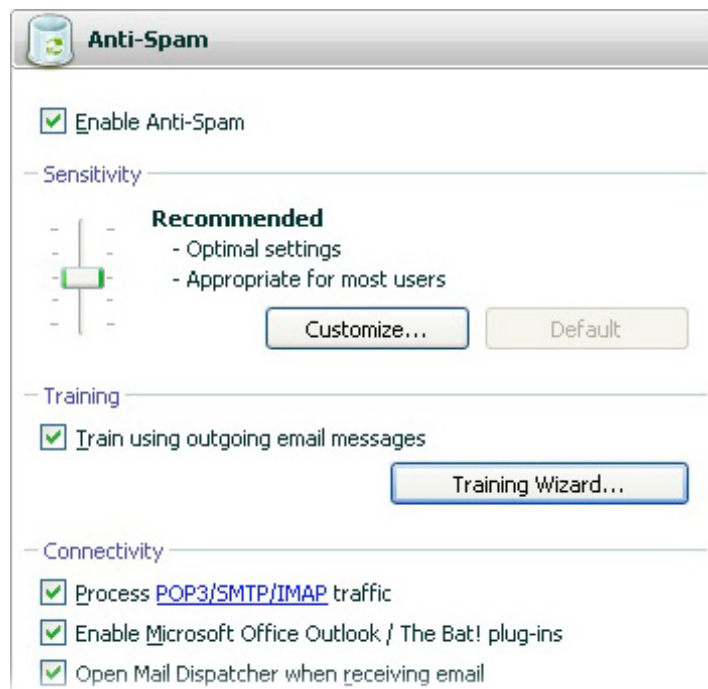 Anti-Spam
Enable Anti-Spam
Sensitivity
Recommended
- Optimal settings
- Appropriate for most users
Customize... Default
Training
Train using outgoing email messages
Training Wizard...
Connectivity
Process POP3/SMTP/IMAP traffic
Enable Microsoft Office Outlook / The Bat! plug-ins
Open Mail Dispatcher when receiving email